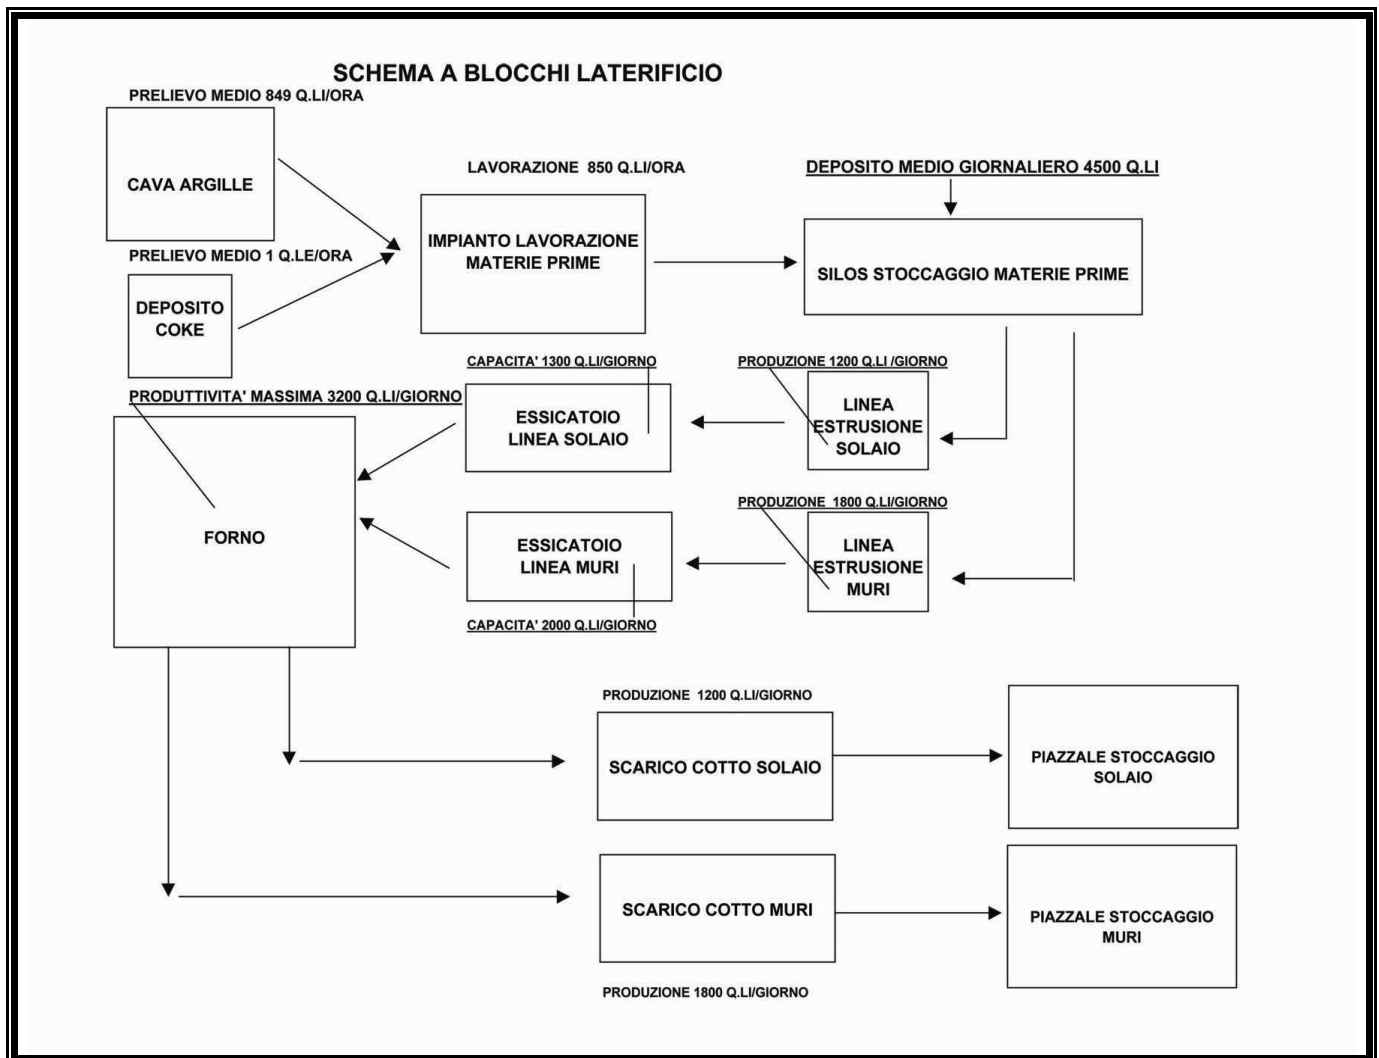 SCHEMA A BLOCCHI LATERIFICIO
PRELIEVO MEDIO 849 Q.LI/ORA
CAVA ARGILLE
PRELIEVO MEDIO 1 Q.LE/ORA
DEPOSITO
COKE
LAVORAZIONE 850 Q.LI/ORA
IMPIANTO LAVORAZIONE
MATERIE PRIME
DEPOSITO MEDIO GIORNALIERO 4500 Q.LI
SILOS STOCCAGGIO MATERIE PRIME
CAPACITA' 1300 Q.LI/GIORNO
ESSICATOIO
LINEA SOLAIO
PRODUZIONE 1200 Q.LI /GIORNO
LINEA
ESTRUSIONE
SOLAIO
PRODUTTIVITA' MASSIMA 3200 Q.LI/GIORNO
FORNO
PRODUZIONE 1800 Q.LI/GIORNO
LINEA
ESTRUSIONE
MURI
ESSICATOIO
LINEA MURI
CAPACITA' 2000 Q.LI/GIORNO
PRODUZIONE 1200 Q.LI/GIORNO
SCARICO COTTO SOLAIO
PIAZZALE STOCCAGGIO
SOLAIO
SCARICO COTTO MURI
PIAZZALE STOCCAGGIO
MURI
PRODUZIONE 1800 Q.LI/GIORNO